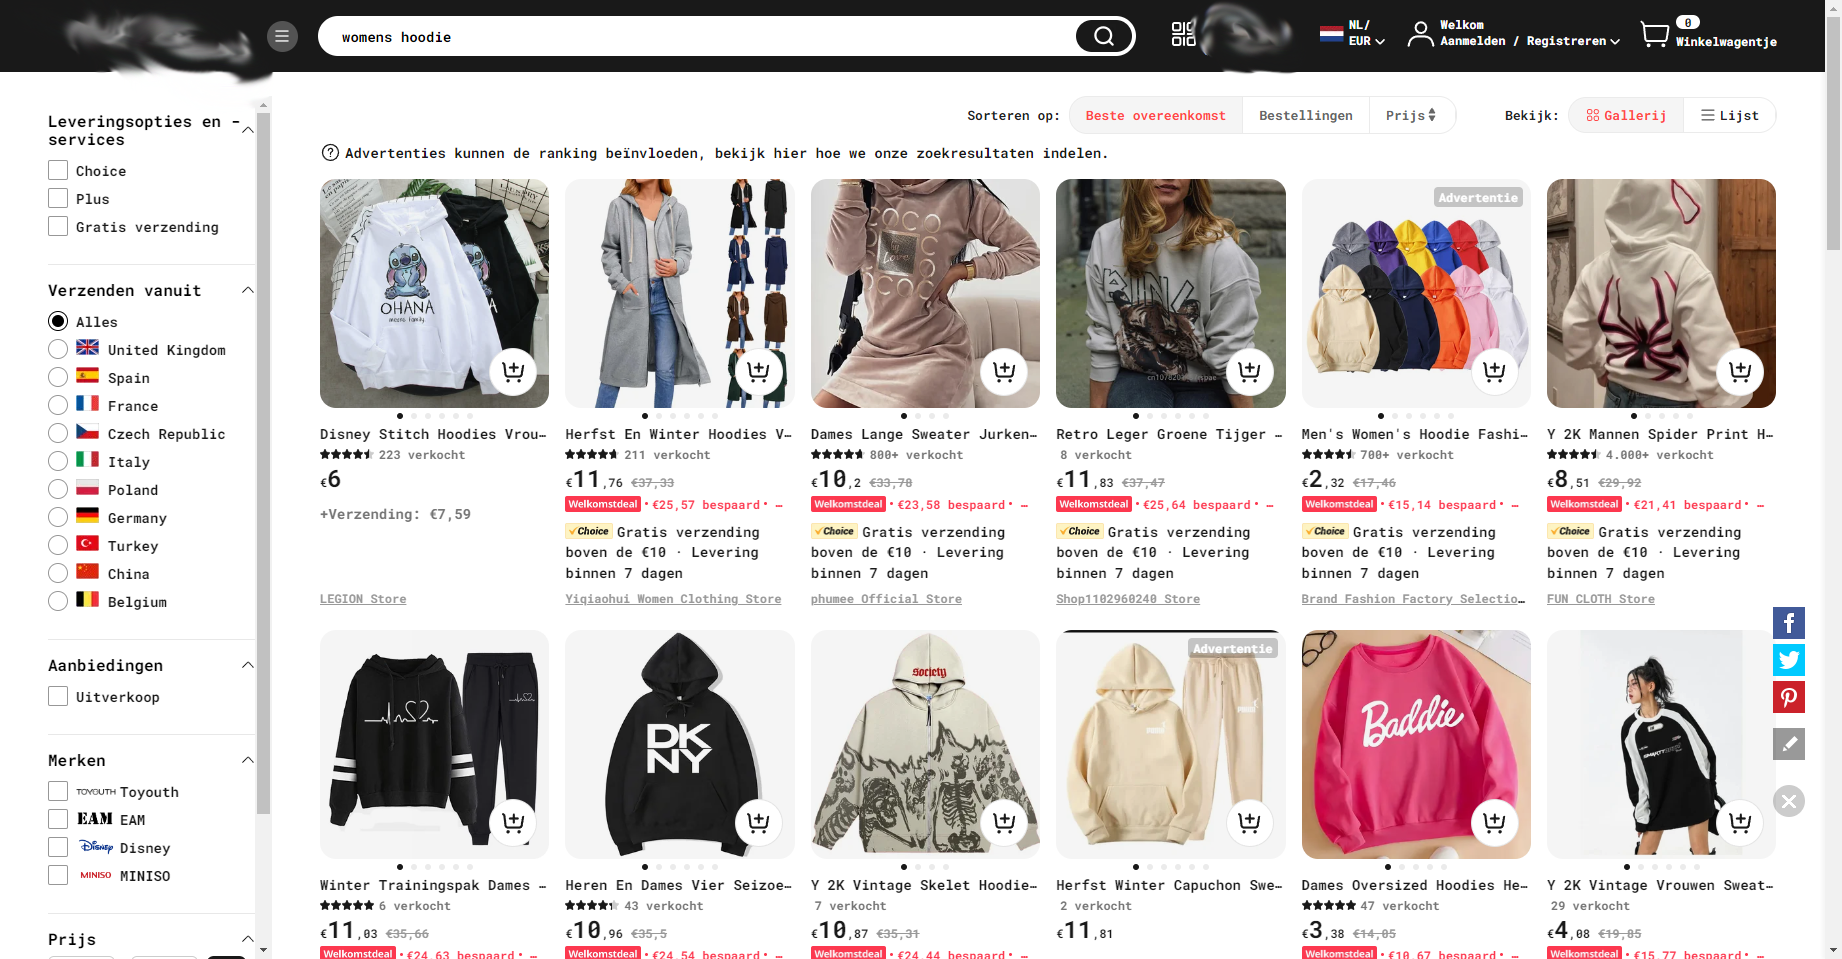 womens hoodie
NL/
EUR
Welkom
Aanmelden / Registreren
0
Winkelwagentje
Leveringsopties en -
services
Choice
Plus
Gratis verzending
Verzenden vanuit
Alles
United Kingdom
Spain
France
Czech Republic
Italy
Poland
Germany
Turkey
China
Belgium
Aanbiedingen
Uitverkoop
Merken
TOYOUTH Toyouth
EAM EAM
Disney Disney
MINISO MINISO
Prijs
Sorteren op: Beste overeenkomst Bestellingen Prijs
Bekijk: Gallerij Lijst
Advertenties kunnen de ranking beïnvloeden, bekijk hier hoe we onze zoekresultaten indelen.
OHANA
means family
Disney Stitch Hoodies Vrou…
223 verkocht
€6
+Verzending: €7,59
LEGION Store
Herfst En Winter Hoodies V…
211 verkocht
€11,76 €37,33
Welkomstdeal • €25,57 bespaard • …
Choice Gratis verzending
boven de €10 · Levering
binnen 7 dagen
Yiqiaohui Women Clothing Store
Love
Dames Lange Sweater Jurken…
800+ verkocht
€10,2 €33,78
Welkomstdeal • €23,58 bespaard • …
Choice Gratis verzending
boven de €10 · Levering
binnen 7 dagen
phumee Official Store
Retro Leger Groene Tijger …
8 verkocht
€11,83 €37,47
Welkomstdeal • €25,64 bespaard • …
Choice Gratis verzending
boven de €10 · Levering
binnen 7 dagen
Shop1102960240 Store
Advertentie
Men's Women's Hoodie Fashi…
700+ verkocht
€2,32 €17,46
Welkomstdeal • €15,14 bespaard • …
Choice Gratis verzending
boven de €10 · Levering
binnen 7 dagen
Brand Fashion Factory Selectio…
Y 2K Mannen Spider Print H…
4.000+ verkocht
€8,51 €29,92
Welkomstdeal • €21,41 bespaard • …
Choice Gratis verzending
boven de €10 · Levering
binnen 7 dagen
FUN CLOTH Store
Winter Trainingspak Dames …
6 verkocht
€11,03 €35,66
Welkomstdeal • €24,63 bespaard • …
DK
NY
Heren En Dames Vier Seizoe…
43 verkocht
€10,96 €35,5
Welkomstdeal • €24,54 bespaard • …
society
Y 2K Vintage Skelet Hoodie…
7 verkocht
€10,87 €35,31
Welkomstdeal • €24,44 bespaard • …
Advertentie
Herfst Winter Capuchon Swe…
2 verkocht
€11,81
Baddie
Dames Oversized Hoodies He…
47 verkocht
€3,38 €14,05
Welkomstdeal • €10,67 bespaard • …
Y 2K Vintage Vrouwen Sweat…
29 verkocht
€4,08 €19,85
Welkomstdeal • €15,77 bespaard • …